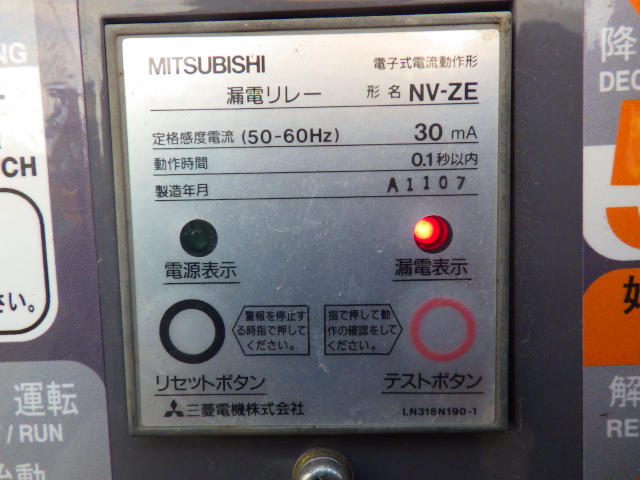 MITSUBISHI 電子式電流動作形
漏電リレー 形名 NV-ZE
定格感度電流 (50-60Hz) 30 mA
動作時間 0.1秒以内
製造年月 A1107
電源表示 漏電表示
警報を停止す
る時指で押して
ください。
指で押して動
作の確認をして
ください。
リセットボタン テストボタン
三菱電機株式会社 LN318N190-1
NG
CH
さい。
運転
/ RUN
始動
降
DEC
解
RE